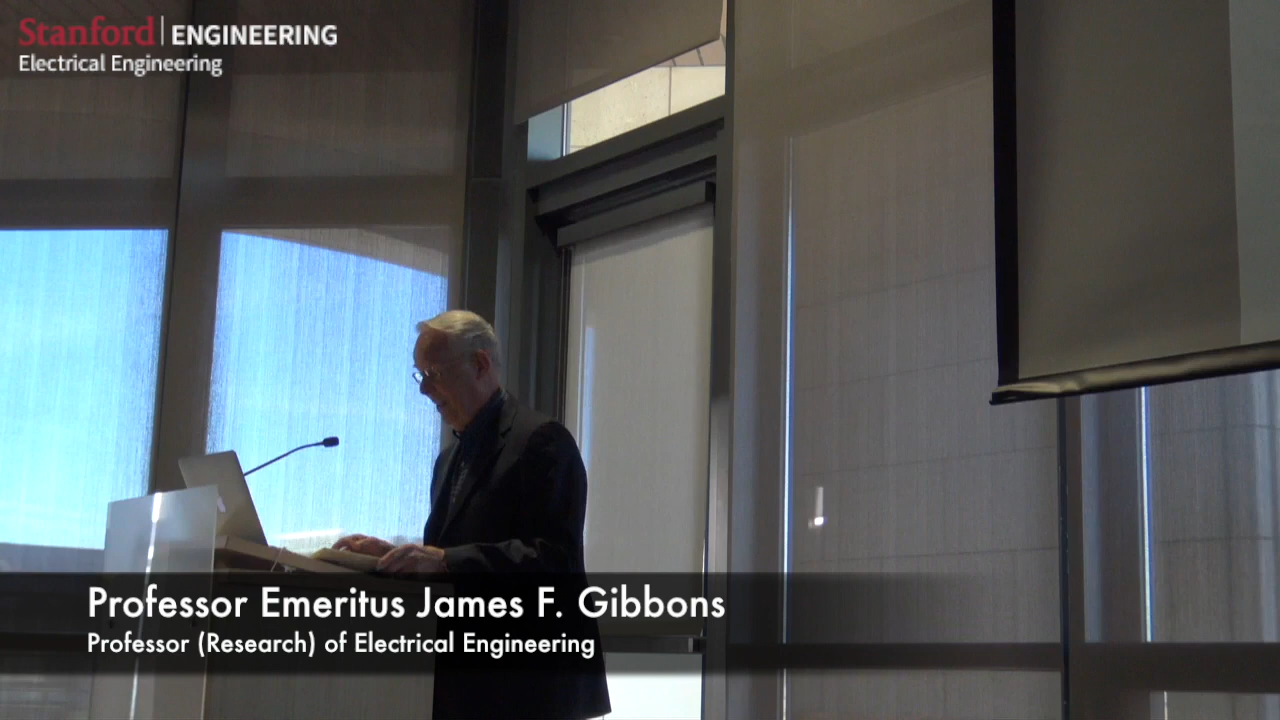 Stanford | ENGINEERING
Electrical Engineering
Professor Emeritus James F. Gibbons
Professor (Research) of Electrical Engineering